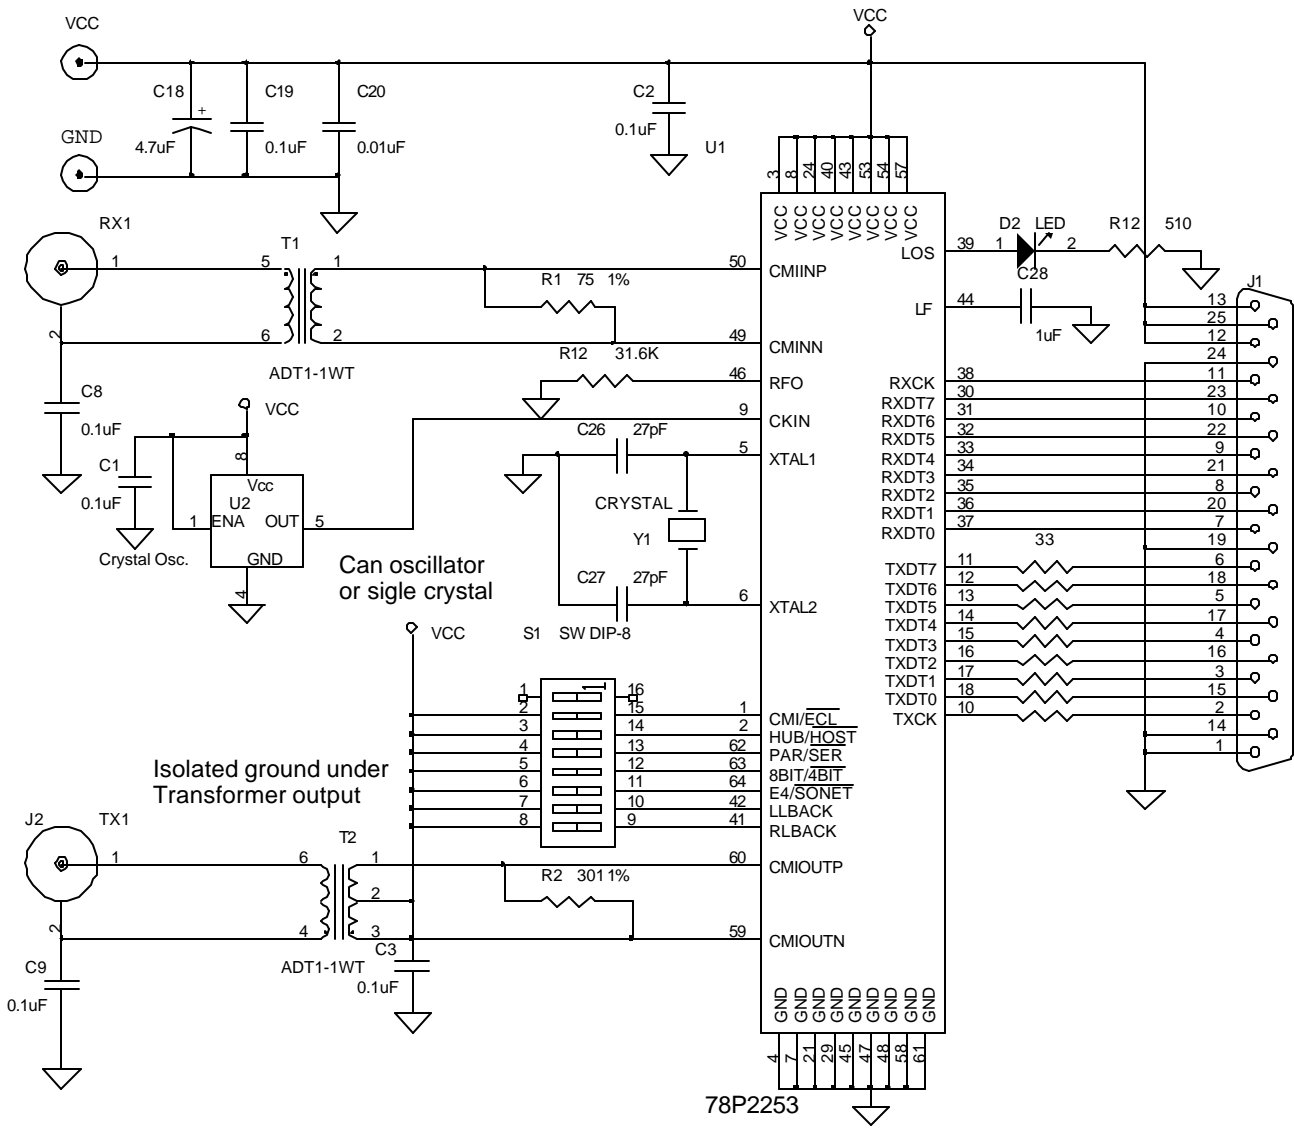 VCC
VCC
C18
+
4.7uF
C19
0.1uF
C20
0.01uF
C2
0.1uF
GND
U1
3 8 24 40 43 53 54 57
VCC VCC VCC VCC VCC VCC VCC VCC
RX1
1
2
T1
5
6
1
2
ADT1-1WT
R1 75 1%
50 CMIINP
49 CMINN
R12 31.6K
46 RFO
9 CKIN
5 XTAL1
6 XTAL2
LOS 39
1 D2 LED 2
R12 510
LF 44
C28
1uF
C8
0.1uF
VCC
C1
0.1uF
8
Vcc
U2
1 ENA OUT 5
GND
4
Crystal Osc.
C26 27pF
CRYSTAL
Y1
C27 27pF
Can oscillator
or sigle crystal
J1
13
25
12
24
RXCK 38 11
RXDT7 30 23
RXDT6 31 10
RXDT5 32 22
RXDT4 33 9
RXDT3 34 21
RXDT2 35 8
RXDT1 36 20
RXDT0 37 7
19
33
TXDT7 11 6
TXDT6 12 18
TXDT5 13 5
TXDT4 14 17
TXDT3 15 4
TXDT2 16 16
TXDT1 17 3
TXDT0 18 15
TXCK 10 2
14
1
VCC
S1 SW DIP-8
1 16
2 15 1 CMI/ECL
3 14 2 HUB/HOST
4 13 62 PAR/SER
5 12 63 8BIT/4BIT
6 11 64 E4/SONET
7 10 42 LLBACK
8 9 41 RLBACK
Isolated ground under
Transformer output
J2 TX1
1
2
T2
6
4
1
2
3
ADT1-1WT
R2 301 1%
60 CMIOUTP
59 CMIOUTN
C3
0.1uF
C9
0.1uF
GND GND GND GND GND GND GND GND GND
4 7 21 29 45 47 48 58 61
78P2253